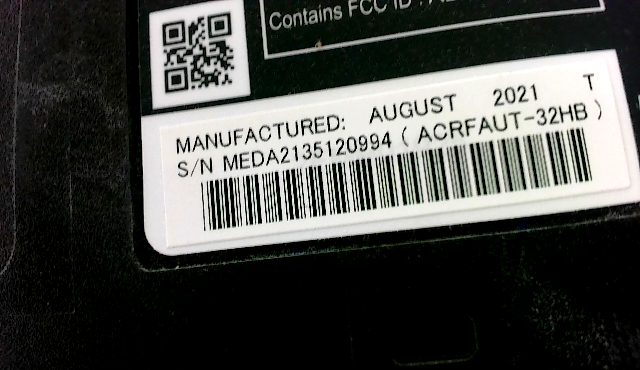 Contains FCC ID :
MANUFACTURED: AUGUST 2021 T
S/N MEDA2135120994 ( ACRFAUT-32HB )